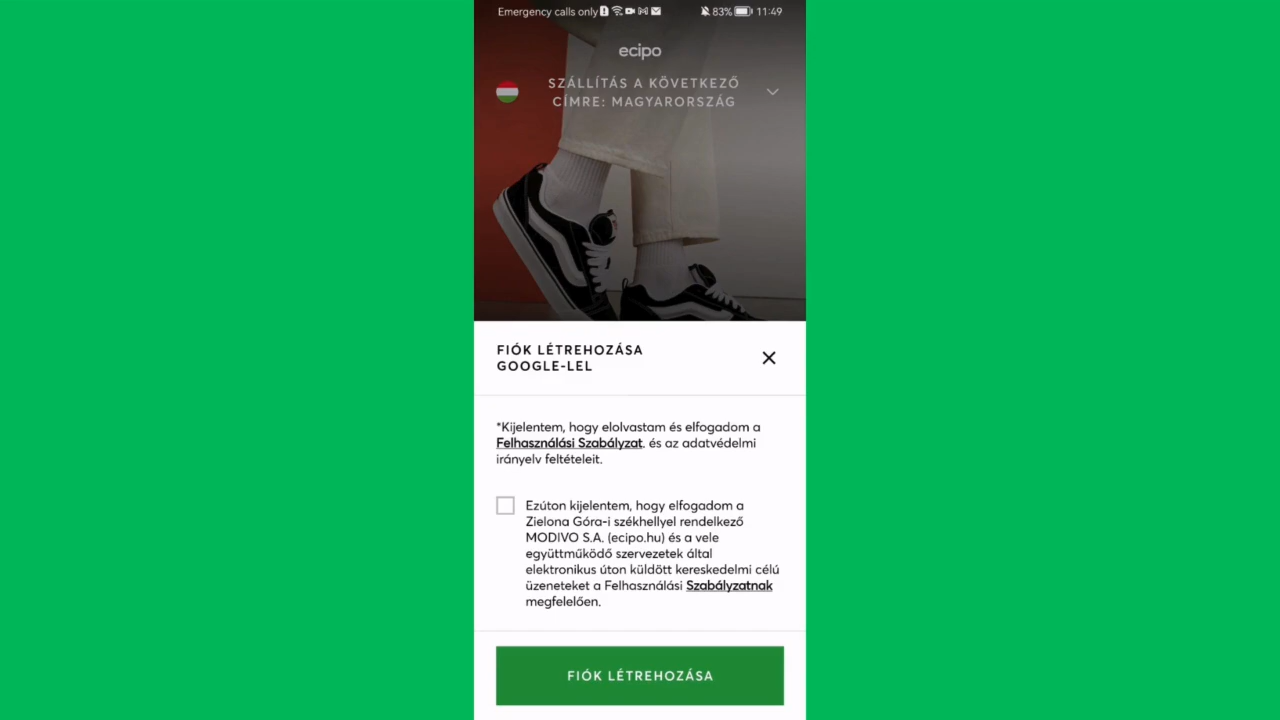 Emergency calls only 83% 11:49
ecipo
SZÁLLÍTÁS A KÖVETKEZŐ
CÍMRE: MAGYARORSZÁG
FIÓK LÉTREHOZÁSA
GOOGLE-LEL
*Kijelentem, hogy elolvastam és elfogadom a
Felhasználási Szabályzat. és az adatvédelmi
irányelv feltételeit.
Ezúton kijelentem, hogy elfogadom a
Zielona Góra-i székhellyel rendelkező
MODIVO S.A. (ecipo.hu) és a vele
együttműködő szervezetek által
elektronikus úton küldött kereskedelmi célú
üzeneteket a Felhasználási Szabályzatnak
megfelelően.
FIÓK LÉTREHOZÁSA